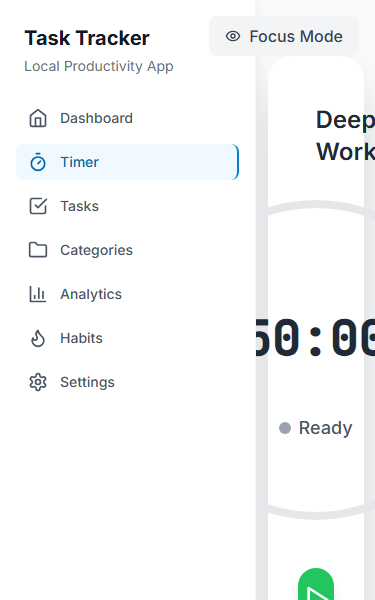 Task Tracker
Local Productivity App
Focus Mode
Dashboard
Timer
Tasks
Categories
Analytics
Habits
Settings
Deep
Work
50:00
Ready